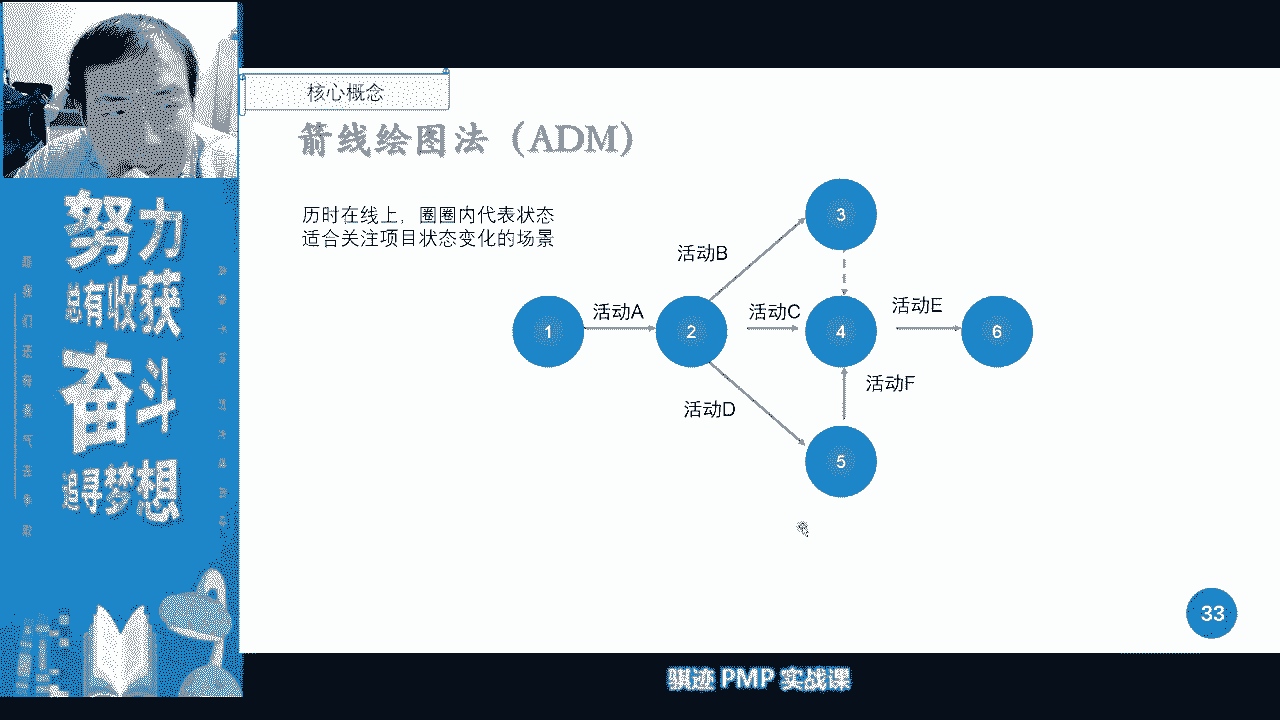 核心概念
箭线绘图法（ADM）
历时在线上，圈圈内代表状态
适合关注项目状态变化的场景
3
活动B
活动A
活动C
活动E
1
2
4
6
活动F
活动D
5
33
努力
总有收获
奋斗
追寻梦想
骐迹 PMP 实战课